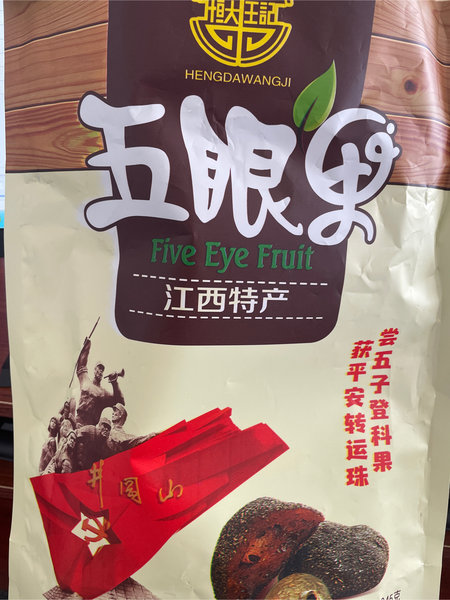 恒大王記
HENGDAWANGJI
五眼果
Five Eye Fruit
江西特产
尝五子登科果
获平安转运珠
井冈山